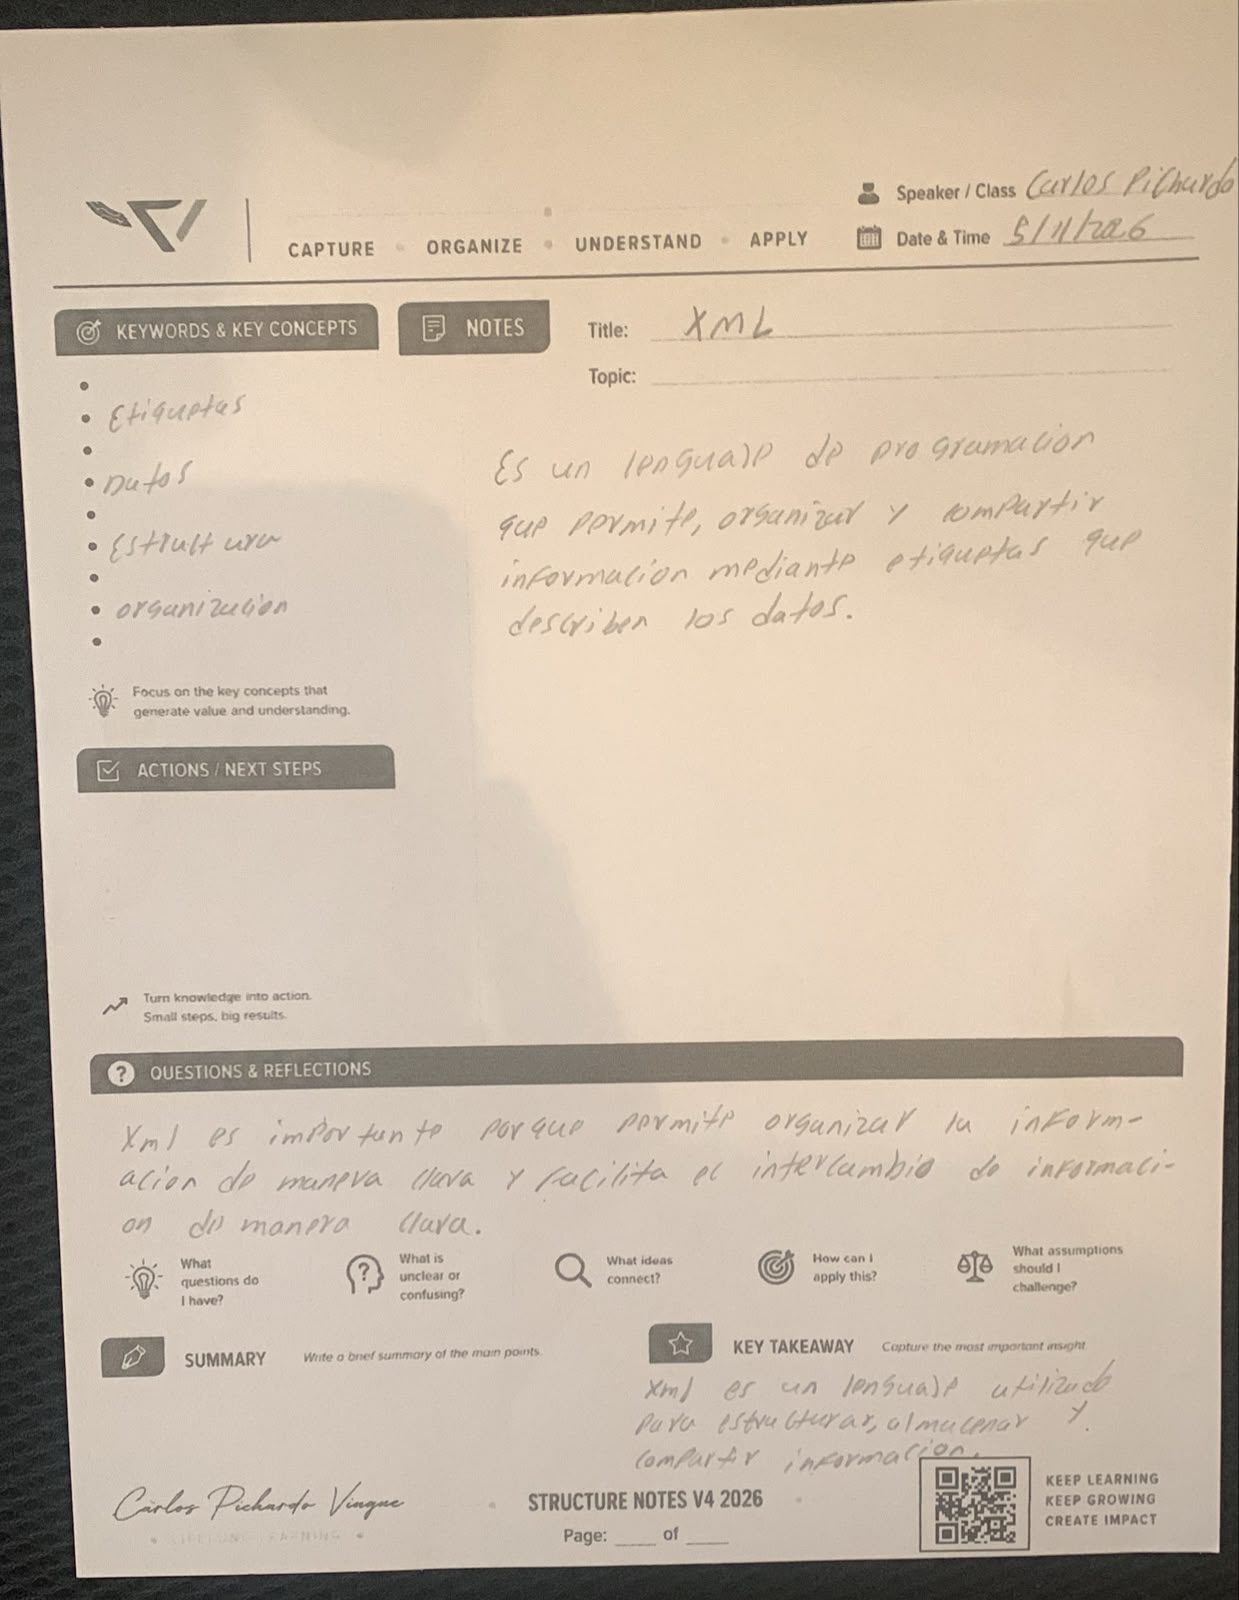 Speaker / Class Carlos Pichardo
CAPTURE • ORGANIZE • UNDERSTAND • APPLY
Date & Time 5/11/2026
KEYWORDS & KEY CONCEPTS
NOTES
Title: XML
Topic:
• Etiquetas
• Datos
• Estructura
• organización
Es un lenguaje de programacion
que permite, organizar y compartir
informacion mediante etiquetas que
describen los datos.
Focus on the key concepts that
generate value and understanding.
ACTIONS / NEXT STEPS
Turn knowledge into action.
Small steps, big results.
QUESTIONS & REFLECTIONS
Xml es importante porque permite organizar la inform-
acion de manera clara y facilita el intercambio de informaci-
on de manera clara.
What
questions do
I have?
What is
unclear or
confusing?
What ideas
connect?
How can I
apply this?
What assumptions
should I
challenge?
SUMMARY Write a brief summary of the main points.
KEY TAKEAWAY Capture the most important insight.
Xml es un lenguaje utilizado
para estructurar, almacenar y
compartir informacion.
Carlos Pichardo Vinque
LEARNING
STRUCTURE NOTES V4 2026
Page: ____ of ____
KEEP LEARNING
KEEP GROWING
CREATE IMPACT